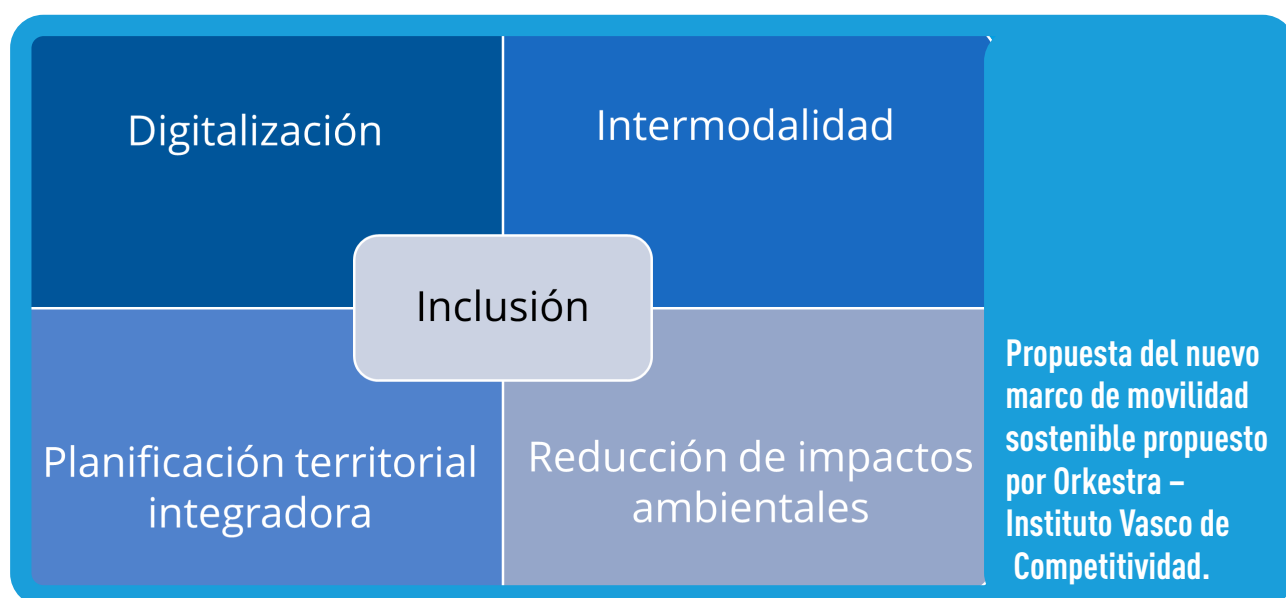 Digitalización
Intermodalidad
Inclusión
Planificación territorial
integradora
Reducción de impactos
ambientales
Propuesta del nuevo
marco de movilidad
sostenible propuesto
por Orkestra –
Instituto Vasco de
Competitividad.